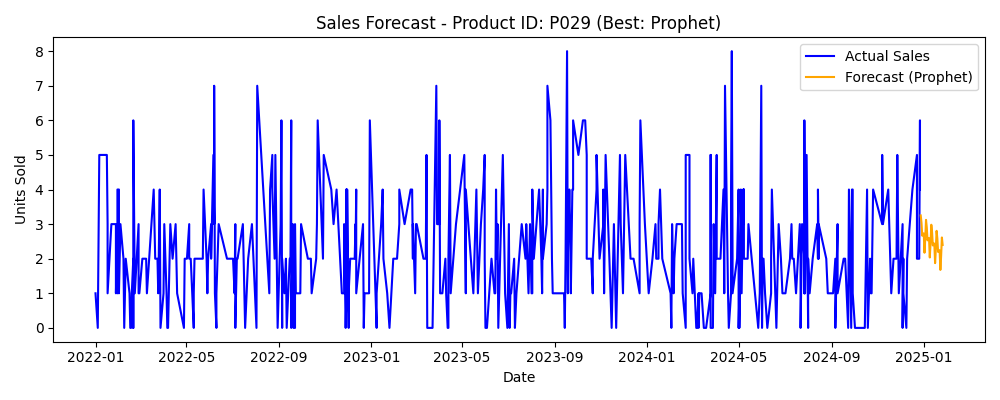 Sales Forecast - Product ID: P029 (Best: Prophet)
Actual Sales
Forecast (Prophet)
Units Sold
8
7
6
5
4
3
2
1
0
2022-01 2022-05 2022-09 2023-01 2023-05 2023-09 2024-01 2024-05 2024-09 2025-01
Date